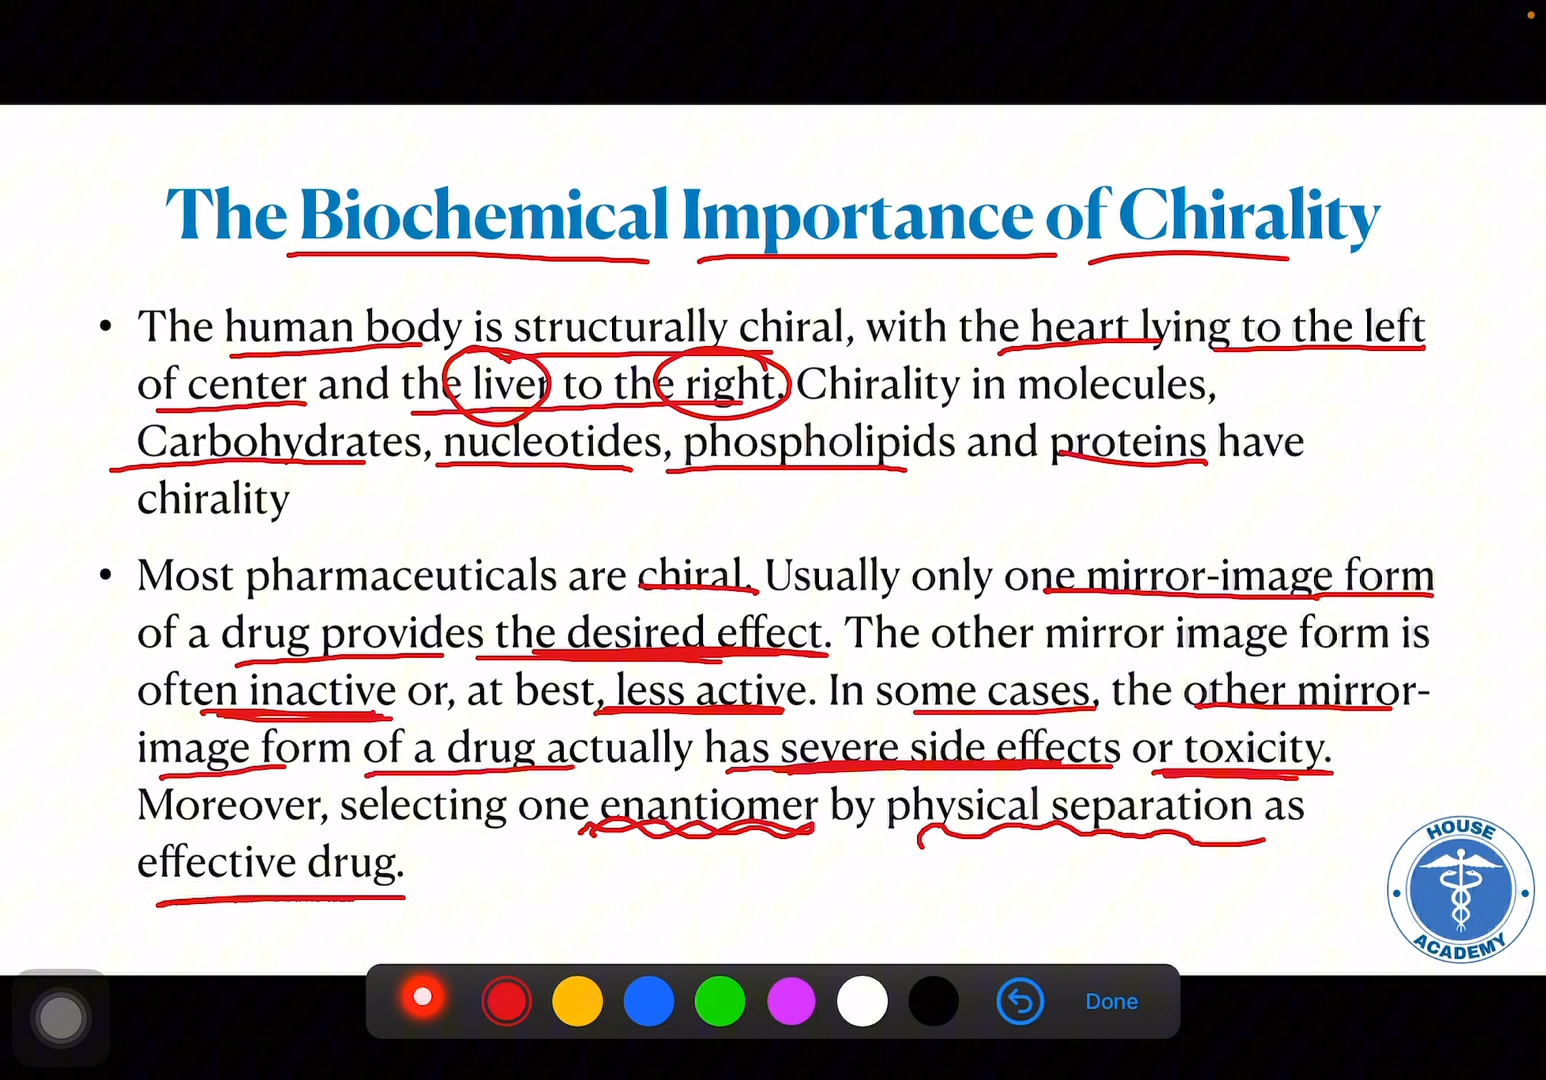 The Biochemical Importance of Chirality
• The human body is structurally chiral, with the heart lying to the left
of center and the liver to the right. Chirality in molecules,
Carbohydrates, nucleotides, phospholipids and proteins have
chirality
• Most pharmaceuticals are chiral. Usually only one mirror-image form
of a drug provides the desired effect. The other mirror image form is
often inactive or, at best, less active. In some cases, the other mirror-
image form of a drug actually has severe side effects or toxicity.
Moreover, selecting one enantiomer by physical separation as
effective drug.
HOUSE
ACADEMY
Done